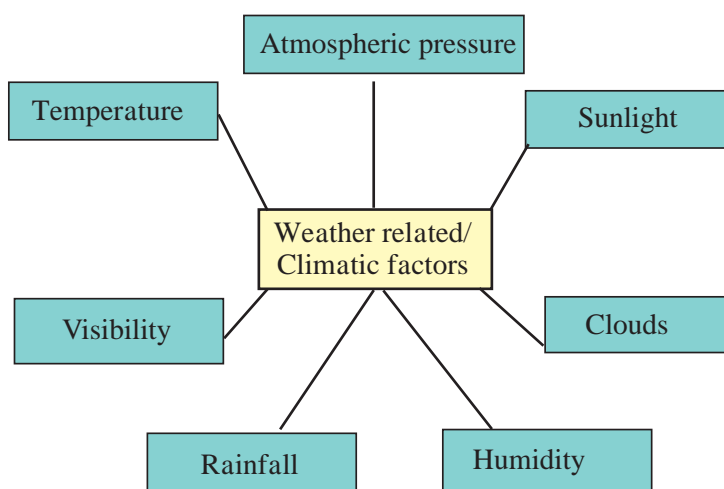 Atmospheric pressure
Temperature
Sunlight
Weather related/
Climatic factors
Visibility
Clouds
Rainfall
Humidity